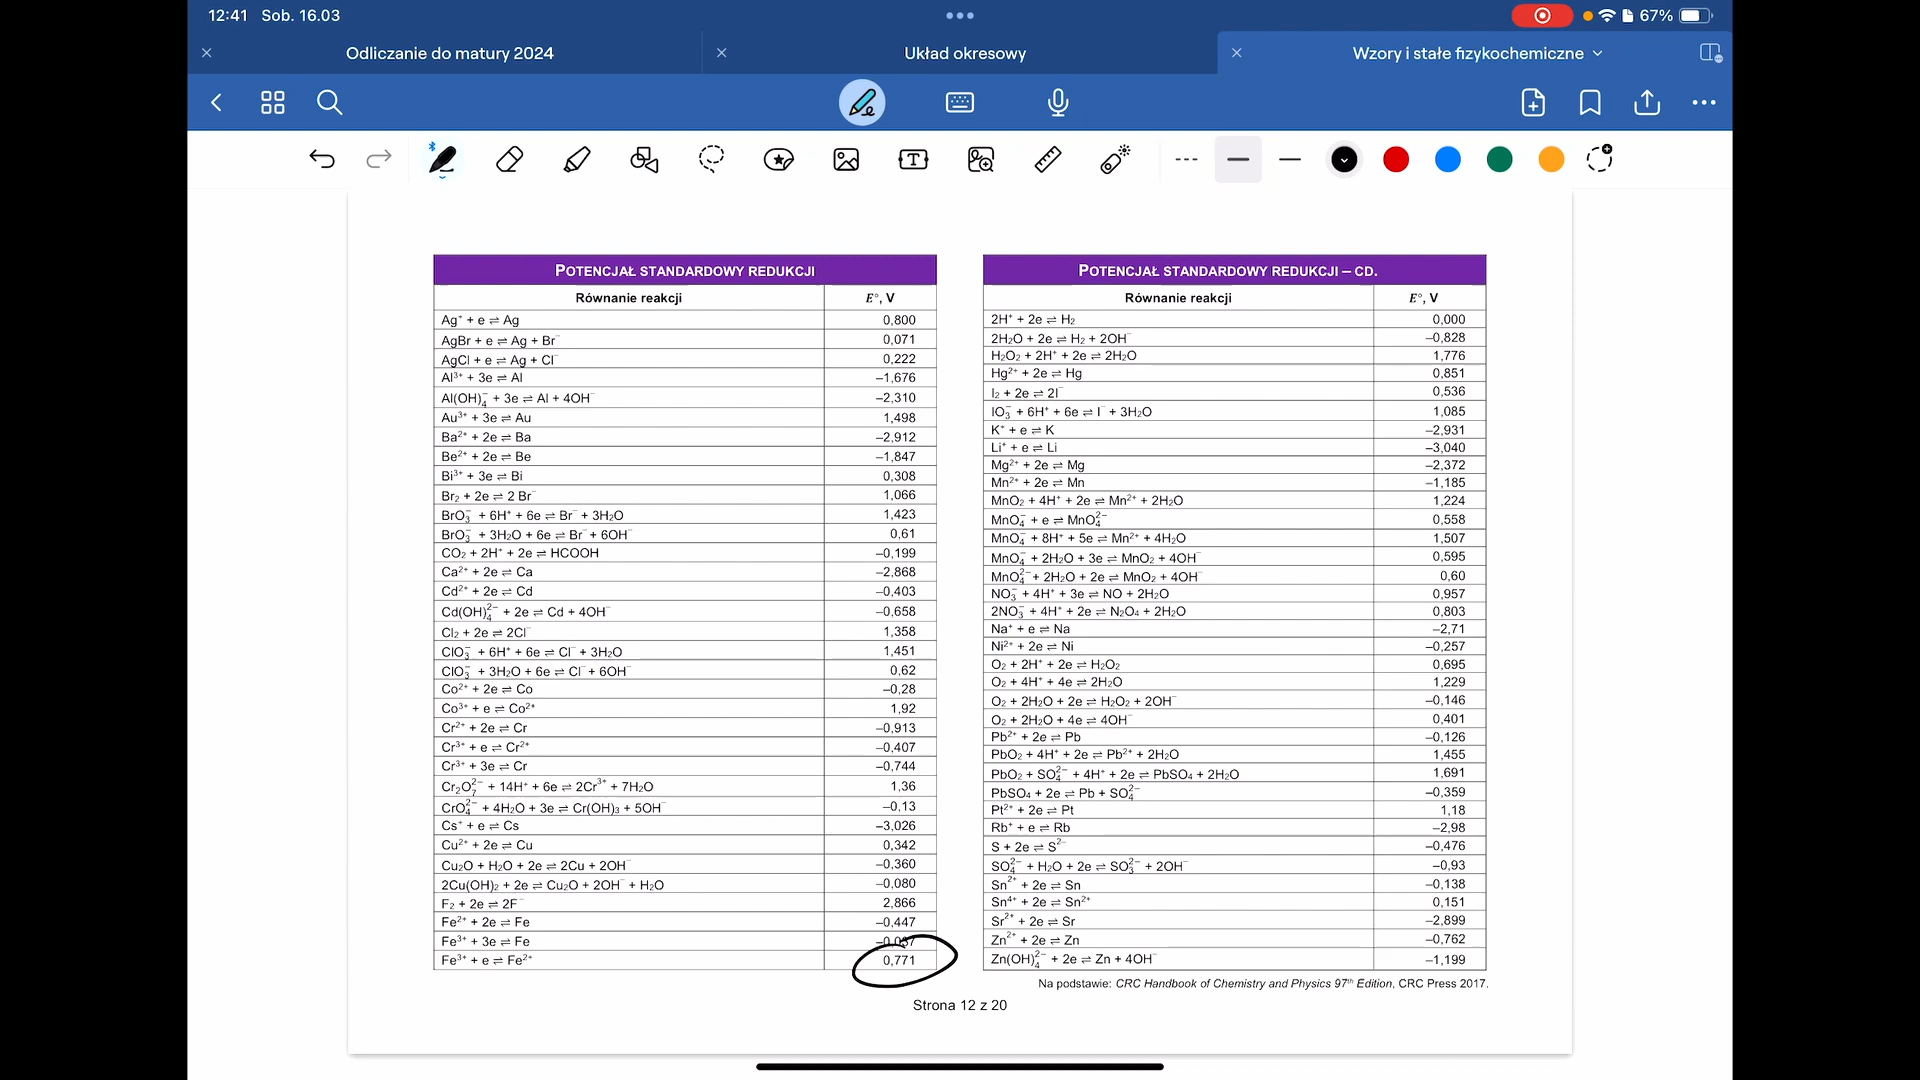 12:41 Sob. 16.03
67%
Odliczanie do matury 2024
Układ okresowy
Wzory i stałe fizykochemiczne
POTENCJAŁ STANDARDOWY REDUKCJI
Równanie reakcji E°, V
Ag⁺ + e ⇌ Ag 0,800
AgBr + e ⇌ Ag + Br⁻ 0,071
AgCl + e ⇌ Ag + Cl⁻ 0,222
Al³⁺ + 3e ⇌ Al –1,676
Al(OH)₄⁻ + 3e ⇌ Al + 4OH⁻ –2,310
Au³⁺ + 3e ⇌ Au 1,498
Ba²⁺ + 2e ⇌ Ba –2,912
Be²⁺ + 2e ⇌ Be –1,847
Bi³⁺ + 3e ⇌ Bi 0,308
Br₂ + 2e ⇌ 2 Br⁻ 1,066
BrO₃⁻ + 6H⁺ + 6e ⇌ Br⁻ + 3H₂O 1,423
BrO₃⁻ + 3H₂O + 6e ⇌ Br⁻ + 6OH⁻ 0,61
CO₂ + 2H⁺ + 2e ⇌ HCOOH –0,199
Ca²⁺ + 2e ⇌ Ca –2,868
Cd²⁺ + 2e ⇌ Cd –0,403
Cd(OH)₄²⁻ + 2e ⇌ Cd + 4OH⁻ –0,658
Cl₂ + 2e ⇌ 2Cl⁻ 1,358
ClO₃⁻ + 6H⁺ + 6e ⇌ Cl⁻ + 3H₂O 1,451
ClO₃⁻ + 3H₂O + 6e ⇌ Cl⁻ + 6OH⁻ 0,62
Co²⁺ + 2e ⇌ Co –0,28
Co³⁺ + e ⇌ Co²⁺ 1,92
Cr²⁺ + 2e ⇌ Cr –0,913
Cr³⁺ + e ⇌ Cr²⁺ –0,407
Cr³⁺ + 3e ⇌ Cr –0,744
Cr₂O₇²⁻ + 14H⁺ + 6e ⇌ 2Cr³⁺ + 7H₂O 1,36
CrO₄²⁻ + 4H₂O + 3e ⇌ Cr(OH)₃ + 5OH⁻ –0,13
Cs⁺ + e ⇌ Cs –3,026
Cu²⁺ + 2e ⇌ Cu 0,342
Cu₂O + H₂O + 2e ⇌ 2Cu + 2OH⁻ –0,360
2Cu(OH)₂ + 2e ⇌ Cu₂O + 2OH⁻ + H₂O –0,080
F₂ + 2e ⇌ 2F⁻ 2,866
Fe²⁺ + 2e ⇌ Fe –0,447
Fe³⁺ + 3e ⇌ Fe –0,037
Fe³⁺ + e ⇌ Fe²⁺ 0,771
POTENCJAŁ STANDARDOWY REDUKCJI – CD.
Równanie reakcji E°, V
2H⁺ + 2e ⇌ H₂ 0,000
2H₂O + 2e ⇌ H₂ + 2OH⁻ –0,828
H₂O₂ + 2H⁺ + 2e ⇌ 2H₂O 1,776
Hg²⁺ + 2e ⇌ Hg 0,851
I₂ + 2e ⇌ 2I⁻ 0,536
IO₃⁻ + 6H⁺ + 6e ⇌ I⁻ + 3H₂O 1,085
K⁺ + e ⇌ K –2,931
Li⁺ + e ⇌ Li –3,040
Mg²⁺ + 2e ⇌ Mg –2,372
Mn²⁺ + 2e ⇌ Mn –1,185
MnO₂ + 4H⁺ + 2e ⇌ Mn²⁺ + 2H₂O 1,224
MnO₄⁻ + e ⇌ MnO₄²⁻ 0,558
MnO₄⁻ + 8H⁺ + 5e ⇌ Mn²⁺ + 4H₂O 1,507
MnO₄⁻ + 2H₂O + 3e ⇌ MnO₂ + 4OH⁻ 0,595
MnO₄²⁻ + 2H₂O + 2e ⇌ MnO₂ + 4OH⁻ 0,60
NO₃⁻ + 4H⁺ + 3e ⇌ NO + 2H₂O 0,957
2NO₃⁻ + 4H⁺ + 2e ⇌ N₂O₄ + 2H₂O 0,803
Na⁺ + e ⇌ Na –2,71
Ni²⁺ + 2e ⇌ Ni –0,257
O₂ + 2H⁺ + 2e ⇌ H₂O₂ 0,695
O₂ + 4H⁺ + 4e ⇌ 2H₂O 1,229
O₂ + 2H₂O + 2e ⇌ H₂O₂ + 2OH⁻ –0,146
O₂ + 2H₂O + 4e ⇌ 4OH⁻ 0,401
Pb²⁺ + 2e ⇌ Pb –0,126
PbO₂ + 4H⁺ + 2e ⇌ Pb²⁺ + 2H₂O 1,455
PbO₂ + SO₄²⁻ + 4H⁺ + 2e ⇌ PbSO₄ + 2H₂O 1,691
PbSO₄ + 2e ⇌ Pb + SO₄²⁻ –0,359
Pt²⁺ + 2e ⇌ Pt 1,18
Rb⁺ + e ⇌ Rb –2,98
S + 2e ⇌ S²⁻ –0,476
SO₄²⁻ + H₂O + 2e ⇌ SO₃²⁻ + 2OH⁻ –0,93
Sn²⁺ + 2e ⇌ Sn –0,138
Sn⁴⁺ + 2e ⇌ Sn²⁺ 0,151
Sr²⁺ + 2e ⇌ Sr –2,899
Zn²⁺ + 2e ⇌ Zn –0,762
Zn(OH)₄²⁻ + 2e ⇌ Zn + 4OH⁻ –1,199
Na podstawie: CRC Handbook of Chemistry and Physics 97ᵗʰ Edition, CRC Press 2017.
Strona 12 z 20